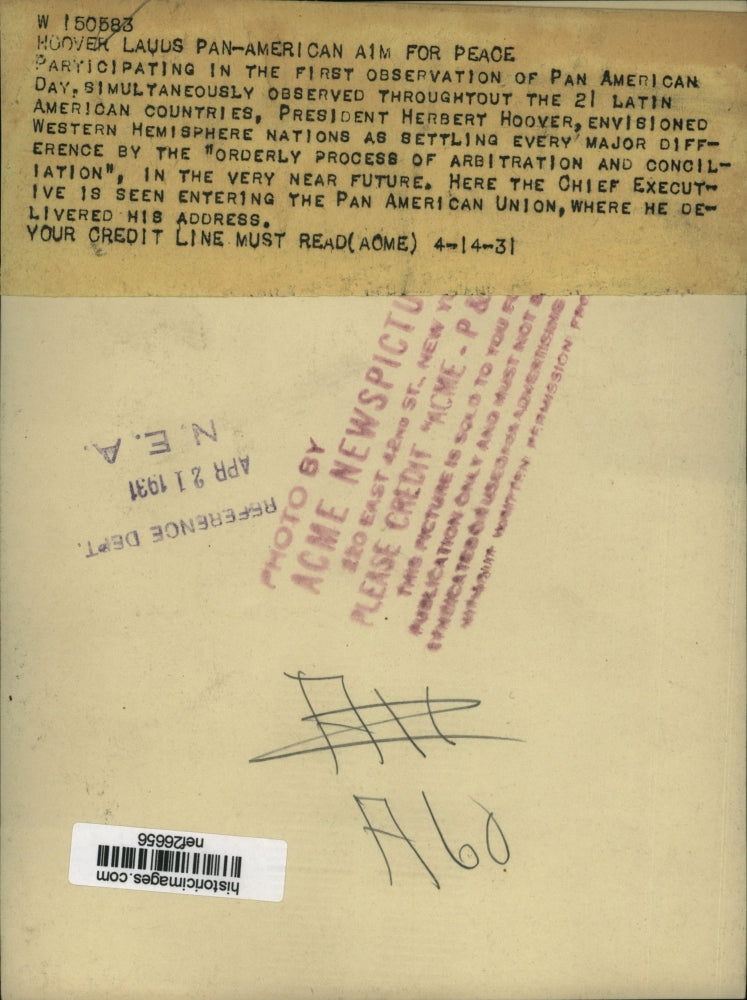 W 150583
HOOVER LAUDS PAN-AMERICAN AIM FOR PEACE
PARTICIPATING IN THE FIRST OBSERVATION OF PAN AMERICAN
DAY, SIMULTANEOUSLY OBSERVED THROUGHTOUT THE 21 LATIN
AMERICAN COUNTRIES, PRESIDENT HERBERT HOOVER, ENVISIONED
WESTERN HEMISPHERE NATIONS AS SETTLING EVERY MAJOR DIFF-
ERENCE BY THE "ORDERLY PROCESS OF ARBITRATION AND CONCIL-
IATION", IN THE VERY NEAR FUTURE. HERE THE CHIEF EXECUT-
IVE IS SEEN ENTERING THE PAN AMERICAN UNION, WHERE HE DE-
LIVERED HIS ADDRESS.
YOUR CREDIT LINE MUST READ(ACME) 4-14-31
PHOTO BY
ACME NEWSPICTU
220 EAST 42ND ST., NEW Y
PLEASE CREDIT "ACME - P &
THIS PICTURE IS SOLD TO YOU F
PUBLICATION ONLY AND MUST NOT B
SYNDICATED OR USED FOR ADVERTISING
WITHOUT WRITTEN PERMISSION FRO
REFERENCE DEPT.
APR 21 1931
N. E. A.
A60
historicimages.com
nef26656